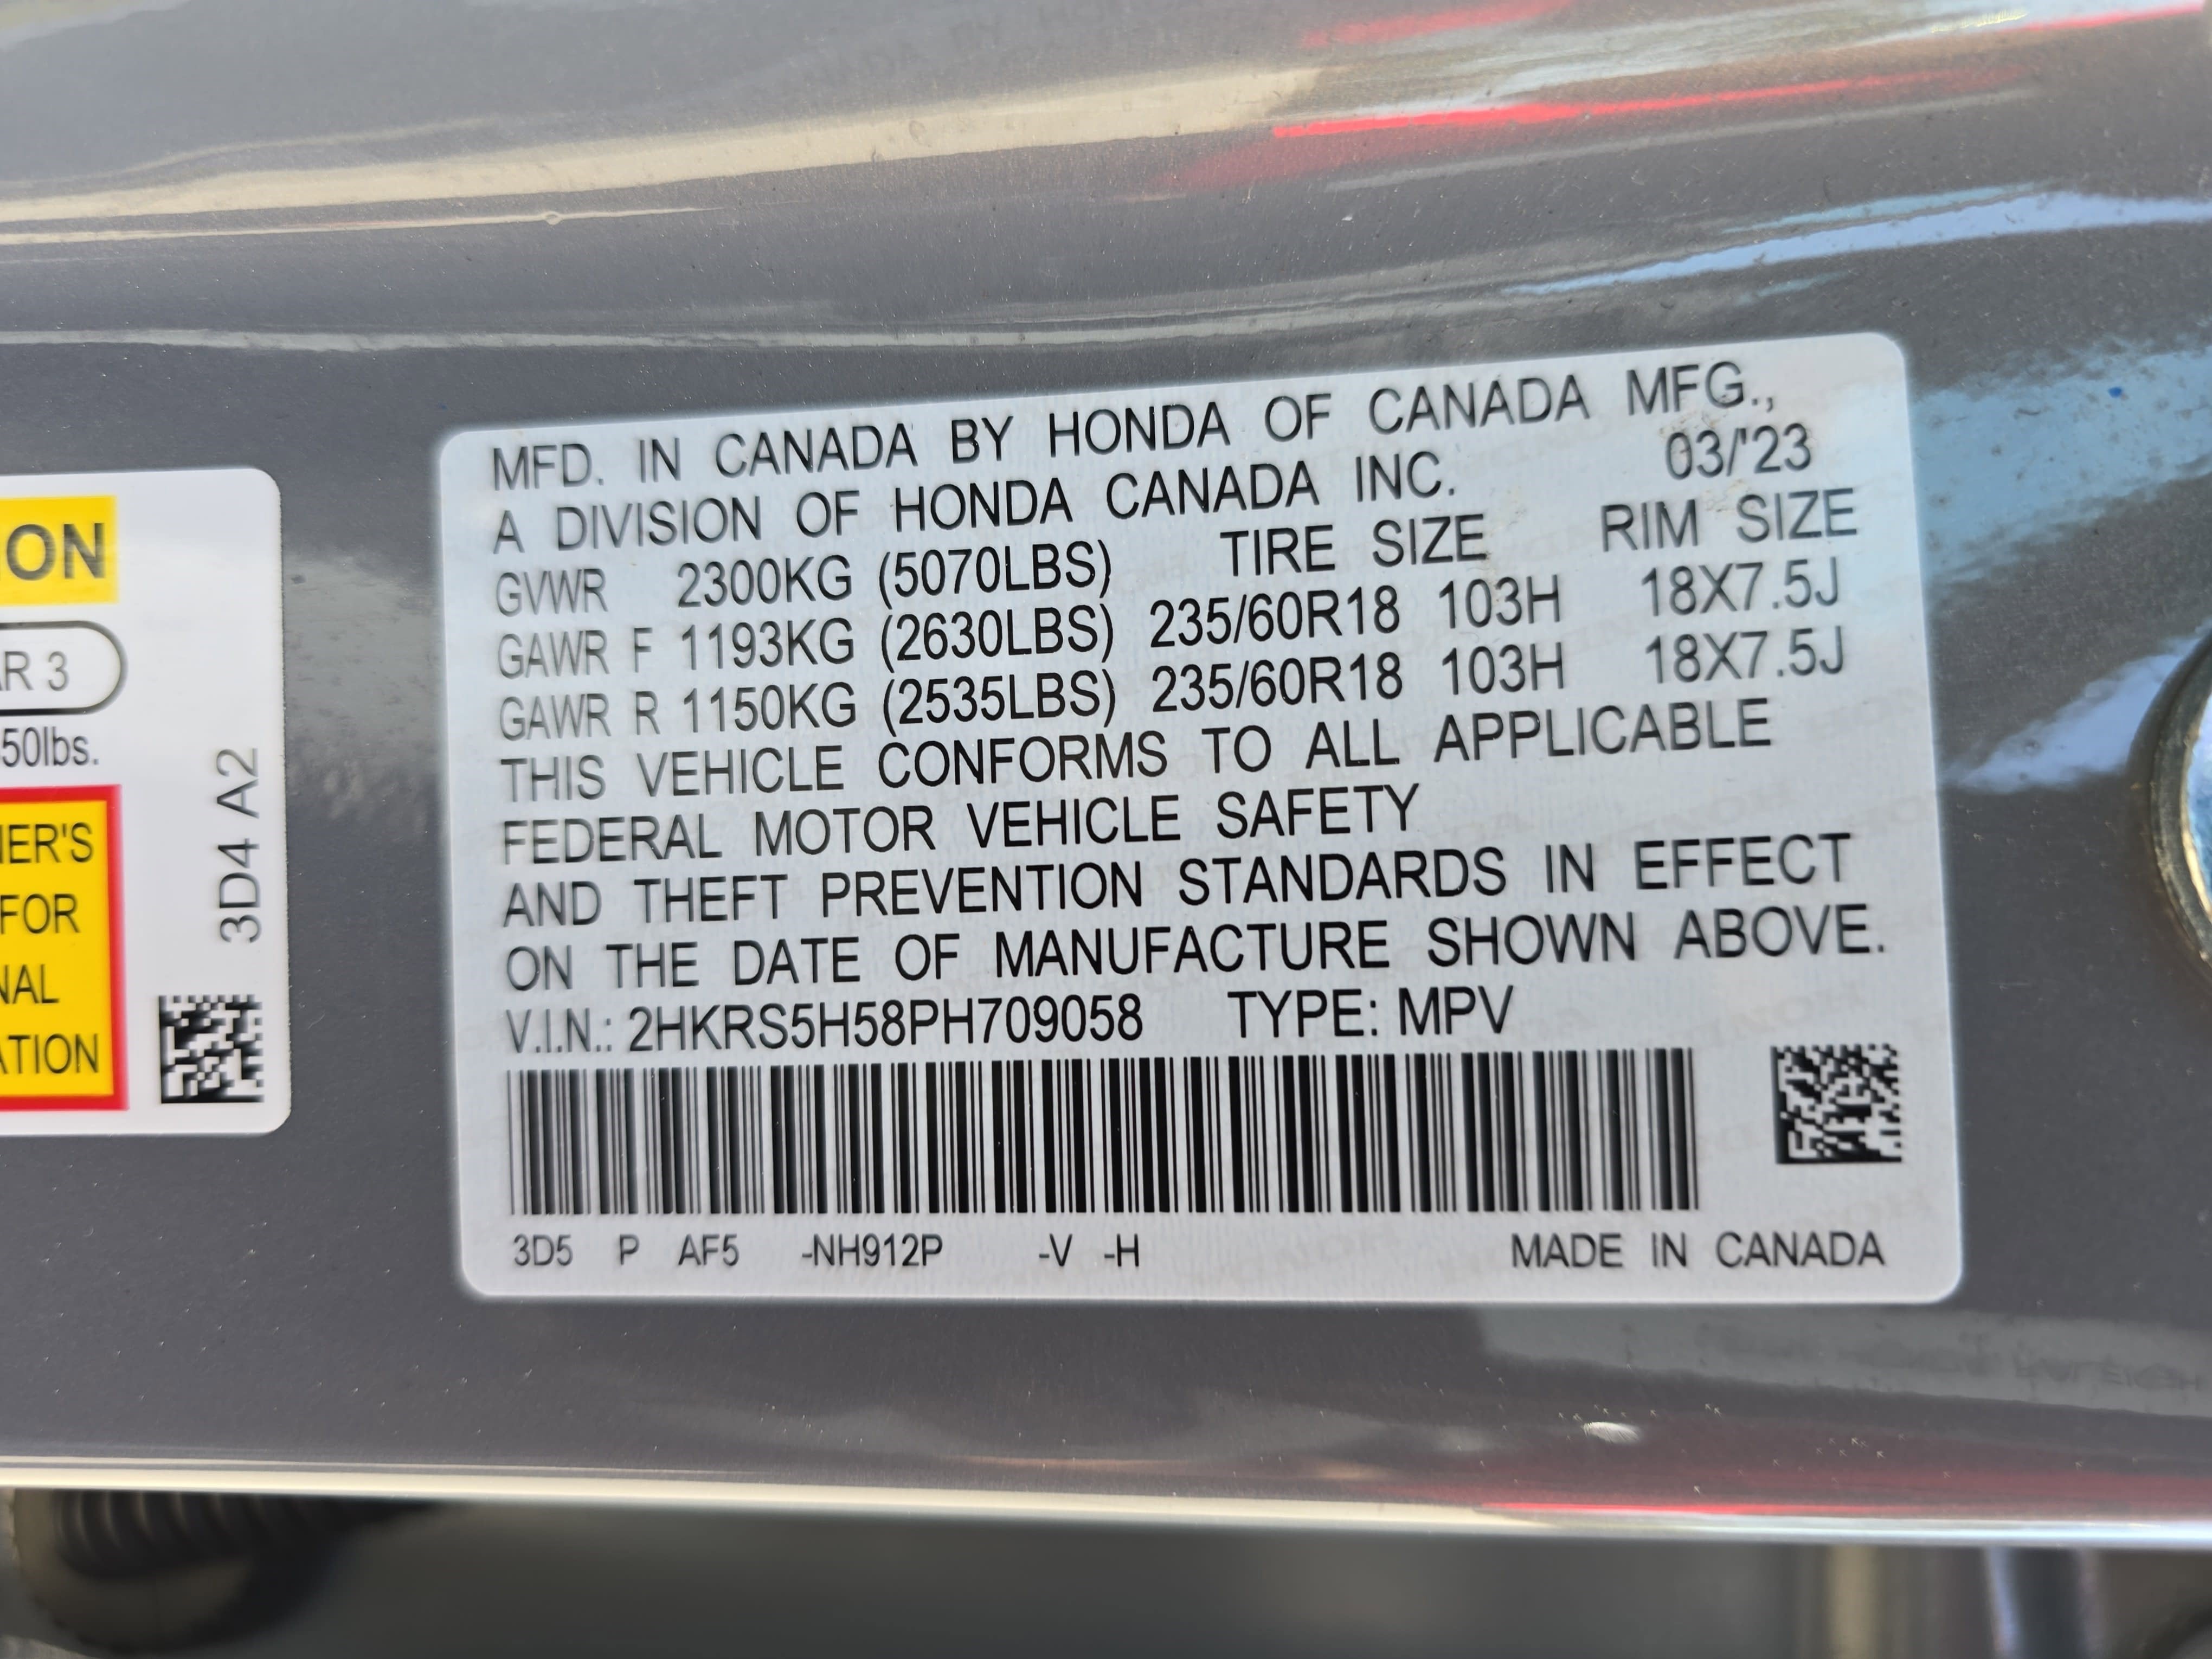 ON
R 3
50lbs.
ER'S
FOR
NAL
ATION
3D4 A2
MFD. IN CANADA BY HONDA OF CANADA MFG.,
A DIVISION OF HONDA CANADA INC. 03/'23
GVWR 2300KG (5070LBS) TIRE SIZE RIM SIZE
GAWR F 1193KG (2630LBS) 235/60R18 103H 18X7.5J
GAWR R 1150KG (2535LBS) 235/60R18 103H 18X7.5J
THIS VEHICLE CONFORMS TO ALL APPLICABLE
FEDERAL MOTOR VEHICLE SAFETY
AND THEFT PREVENTION STANDARDS IN EFFECT
ON THE DATE OF MANUFACTURE SHOWN ABOVE.
V.I.N.: 2HKRS5H58PH709058 TYPE: MPV
3D5 P AF5 -NH912P -V -H MADE IN CANADA